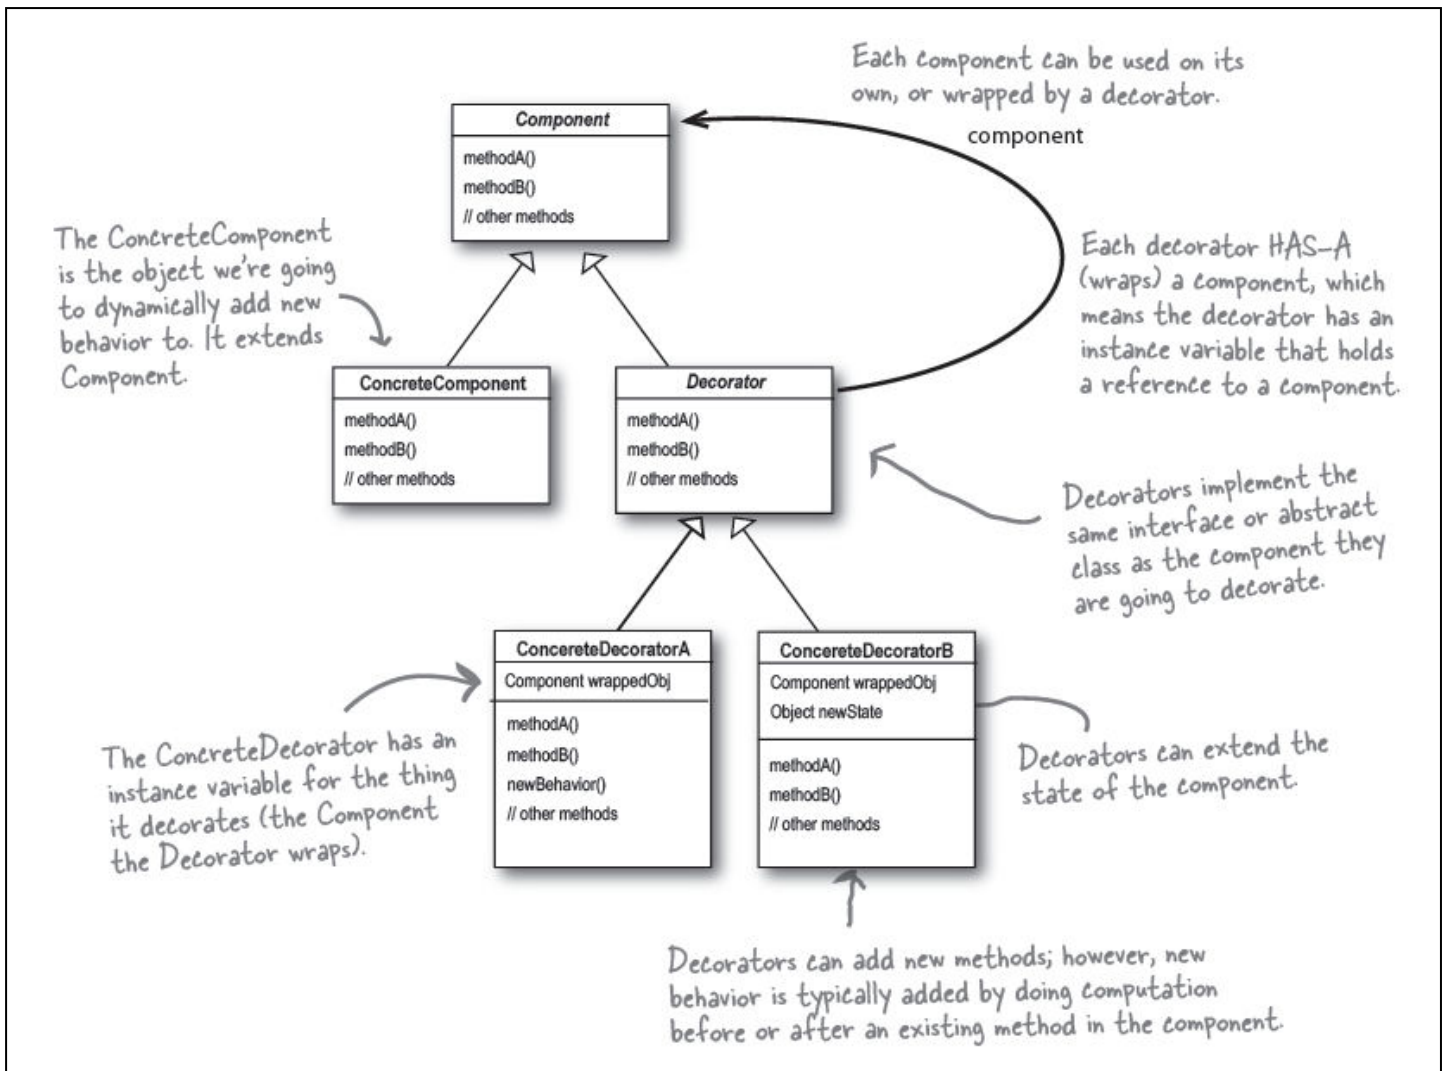 Each component can be used on its
own, or wrapped by a decorator.
component
Component
methodA()
methodB()
// other methods
The ConcreteComponent
is the object we're going
to dynamically add new
behavior to. It extends
Component.
Each decorator HAS-A
(wraps) a component, which
means the decorator has an
instance variable that holds
a reference to a component.
ConcreteComponent
methodA()
methodB()
// other methods
Decorator
methodA()
methodB()
// other methods
Decorators implement the
same interface or abstract
class as the component they
are going to decorate.
ConcereteDecoratorA
Component wrappedObj
methodA()
methodB()
newBehavior()
// other methods
ConcereteDecoratorB
Component wrappedObj
Object newState
methodA()
methodB()
// other methods
The ConcreteDecorator has an
instance variable for the thing
it decorates (the Component
the Decorator wraps).
Decorators can extend the
state of the component.
Decorators can add new methods; however, new
behavior is typically added by doing computation
before or after an existing method in the component.